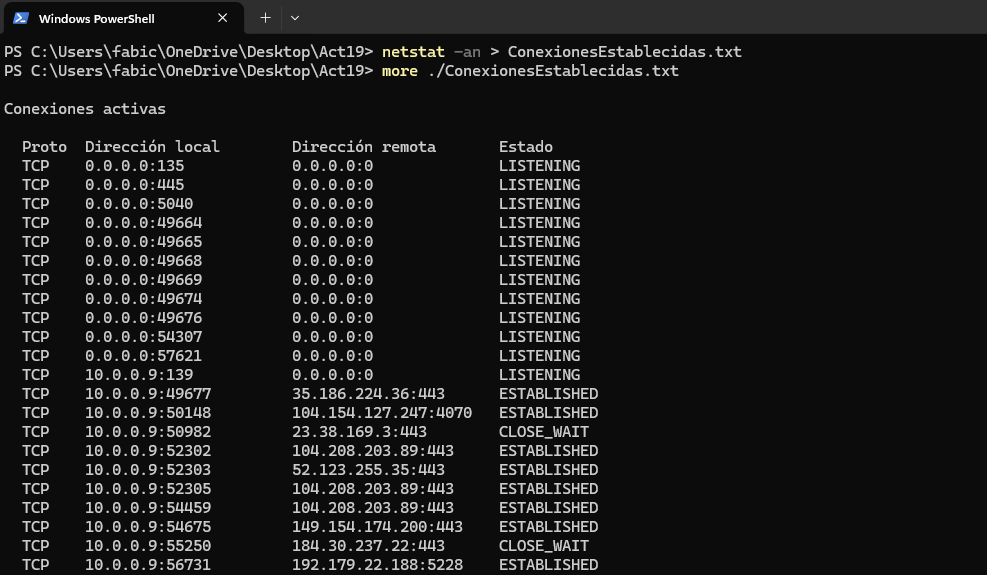 Windows PowerShell
PS C:\Users\fabic\OneDrive\Desktop\Act19> netstat -an > ConexionesEstablecidas.txt
PS C:\Users\fabic\OneDrive\Desktop\Act19> more ./ConexionesEstablecidas.txt
Conexiones activas
Proto  Dirección local        Dirección remota       Estado
TCP    0.0.0.0:135            0.0.0.0:0              LISTENING
TCP    0.0.0.0:445            0.0.0.0:0              LISTENING
TCP    0.0.0.0:5040           0.0.0.0:0              LISTENING
TCP    0.0.0.0:49664          0.0.0.0:0              LISTENING
TCP    0.0.0.0:49665          0.0.0.0:0              LISTENING
TCP    0.0.0.0:49668          0.0.0.0:0              LISTENING
TCP    0.0.0.0:49669          0.0.0.0:0              LISTENING
TCP    0.0.0.0:49674          0.0.0.0:0              LISTENING
TCP    0.0.0.0:49676          0.0.0.0:0              LISTENING
TCP    0.0.0.0:54307          0.0.0.0:0              LISTENING
TCP    0.0.0.0:57621          0.0.0.0:0              LISTENING
TCP    10.0.0.9:139           0.0.0.0:0              LISTENING
TCP    10.0.0.9:49677         35.186.224.36:443      ESTABLISHED
TCP    10.0.0.9:50148         104.154.127.247:4070   ESTABLISHED
TCP    10.0.0.9:50982         23.38.169.3:443        CLOSE_WAIT
TCP    10.0.0.9:52302         104.208.203.89:443     ESTABLISHED
TCP    10.0.0.9:52303         52.123.255.35:443      ESTABLISHED
TCP    10.0.0.9:52305         104.208.203.89:443     ESTABLISHED
TCP    10.0.0.9:54459         104.208.203.89:443     ESTABLISHED
TCP    10.0.0.9:54675         149.154.174.200:443    ESTABLISHED
TCP    10.0.0.9:55250         184.30.237.22:443      CLOSE_WAIT
TCP    10.0.0.9:56731         192.179.22.188:5228    ESTABLISHED